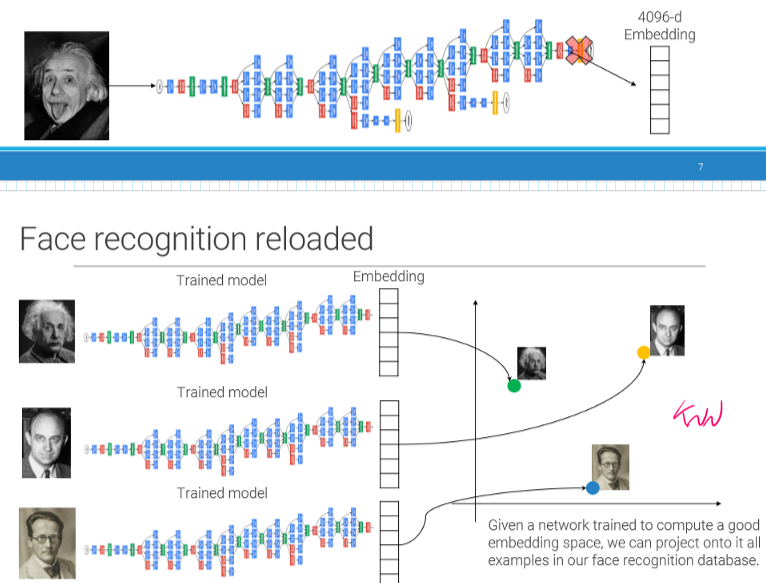 4096-d
Embedding
7
Face recognition reloaded
Trained model
Embedding
Trained model
Trained model
Given a network trained to compute a good
embedding space, we can project onto it all
examples in our face recognition database.